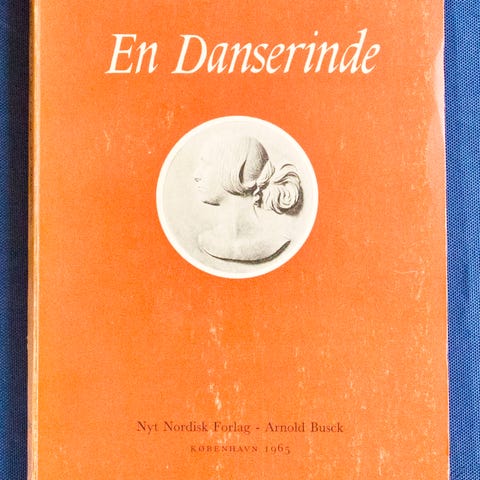 En Danserinde
Nyt Nordisk Forlag - Arnold Busck
KØBENHAVN 1965